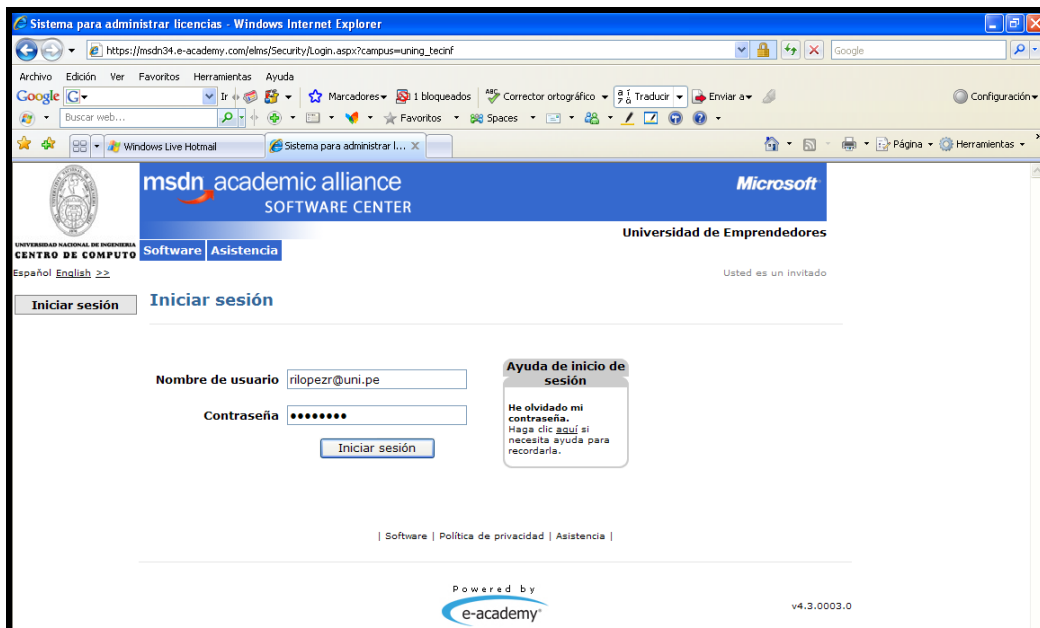 Sistema para administrar licencias - Windows Internet Explorer
https://msdn34.e-academy.com/elms/Security/Login.aspx?campus=uning_tecinf
Google
Archivo Edición Ver Favoritos Herramientas Ayuda
Google G Ir Marcadores 1 bloqueados ABC Corrector ortográfico Traducir Enviar a Configuración
Buscar web... Favoritos Spaces
Windows Live Hotmail Sistema para administrar l... X Página Herramientas »
msdn academic alliance
SOFTWARE CENTER
Microsoft
UNIVERSIDAD NACIONAL DE INGENIERIA
CENTRO DE COMPUTO
Universidad de Emprendedores
Software Asistencia
Español English >>
Usted es un invitado
Iniciar sesión
Iniciar sesión
Nombre de usuario rilopezr@uni.pe
Contraseña ••••••••
Iniciar sesión
Ayuda de inicio de
sesión
He olvidado mi
contraseña.
Haga clic aquí si
necesita ayuda para
recordarla.
| Software | Política de privacidad | Asistencia |
Powered by
e-academy
v4.3.0003.0